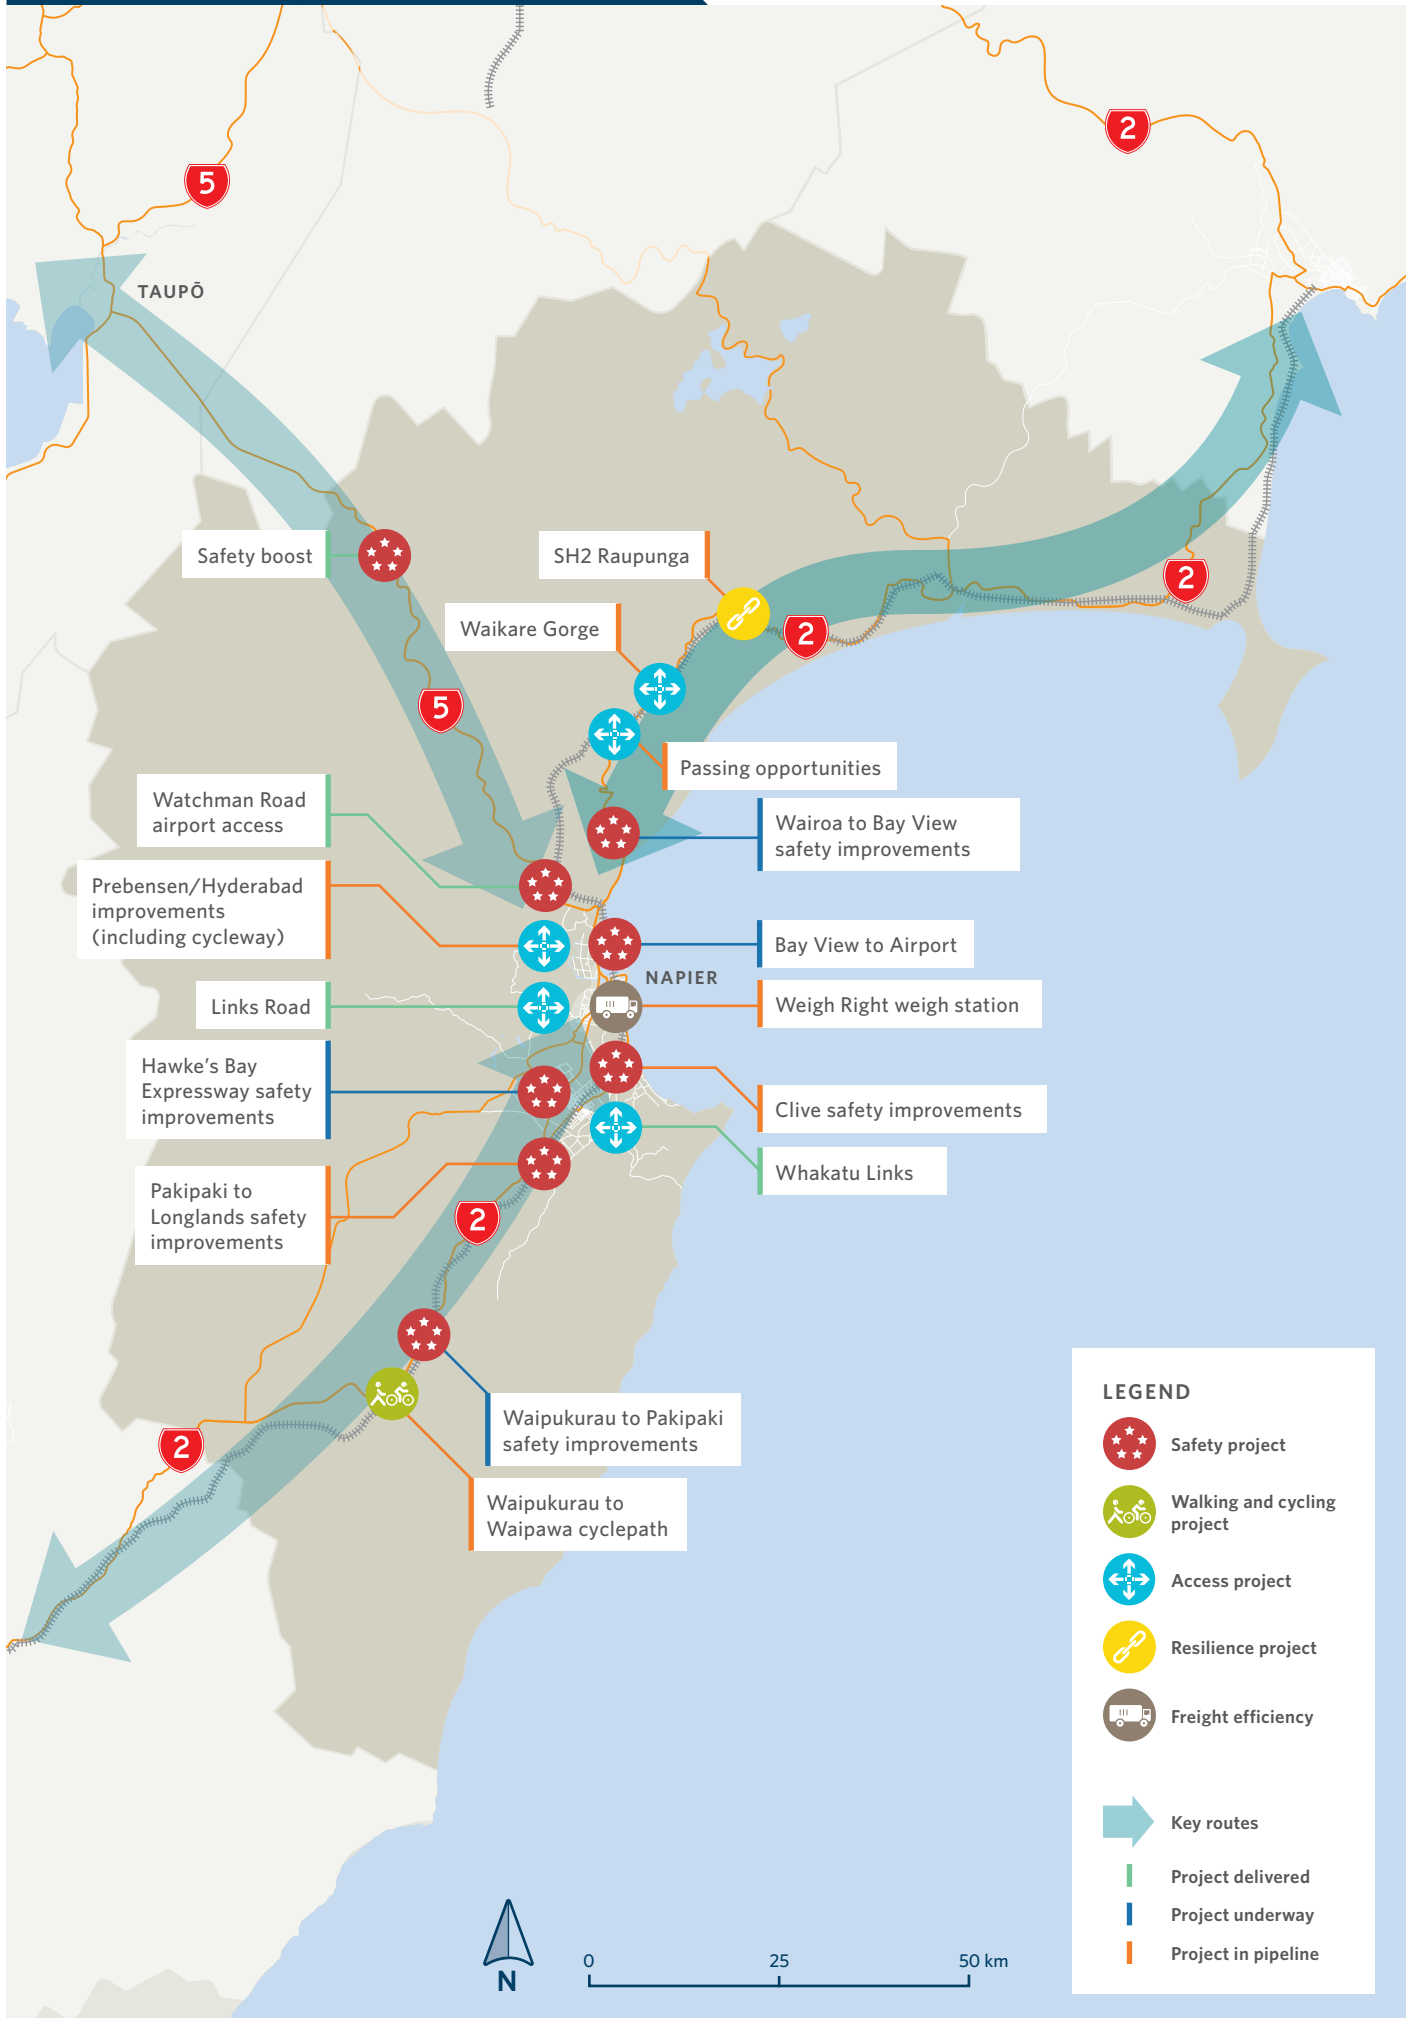 2
5
TAUPŌ
Safety boost
SH2 Raupunga
2
Waikare Gorge
2
5
Passing opportunities
Watchman Road
airport access
Wairoa to Bay View
safety improvements
Prebensen/Hyderabad
improvements
(including cycleway)
Bay View to Airport
NAPIER
Links Road
Weigh Right weigh station
Hawke's Bay
Expressway safety
improvements
Clive safety improvements
Whakatu Links
Pakipaki to
Longlands safety
improvements
2
Waipukurau to Pakipaki
safety improvements
2
Waipukurau to
Waipawa cyclepath
LEGEND
Safety project
Walking and cycling
project
Access project
Resilience project
Freight efficiency
Key routes
Project delivered
Project underway
Project in pipeline
N
0 25 50 km